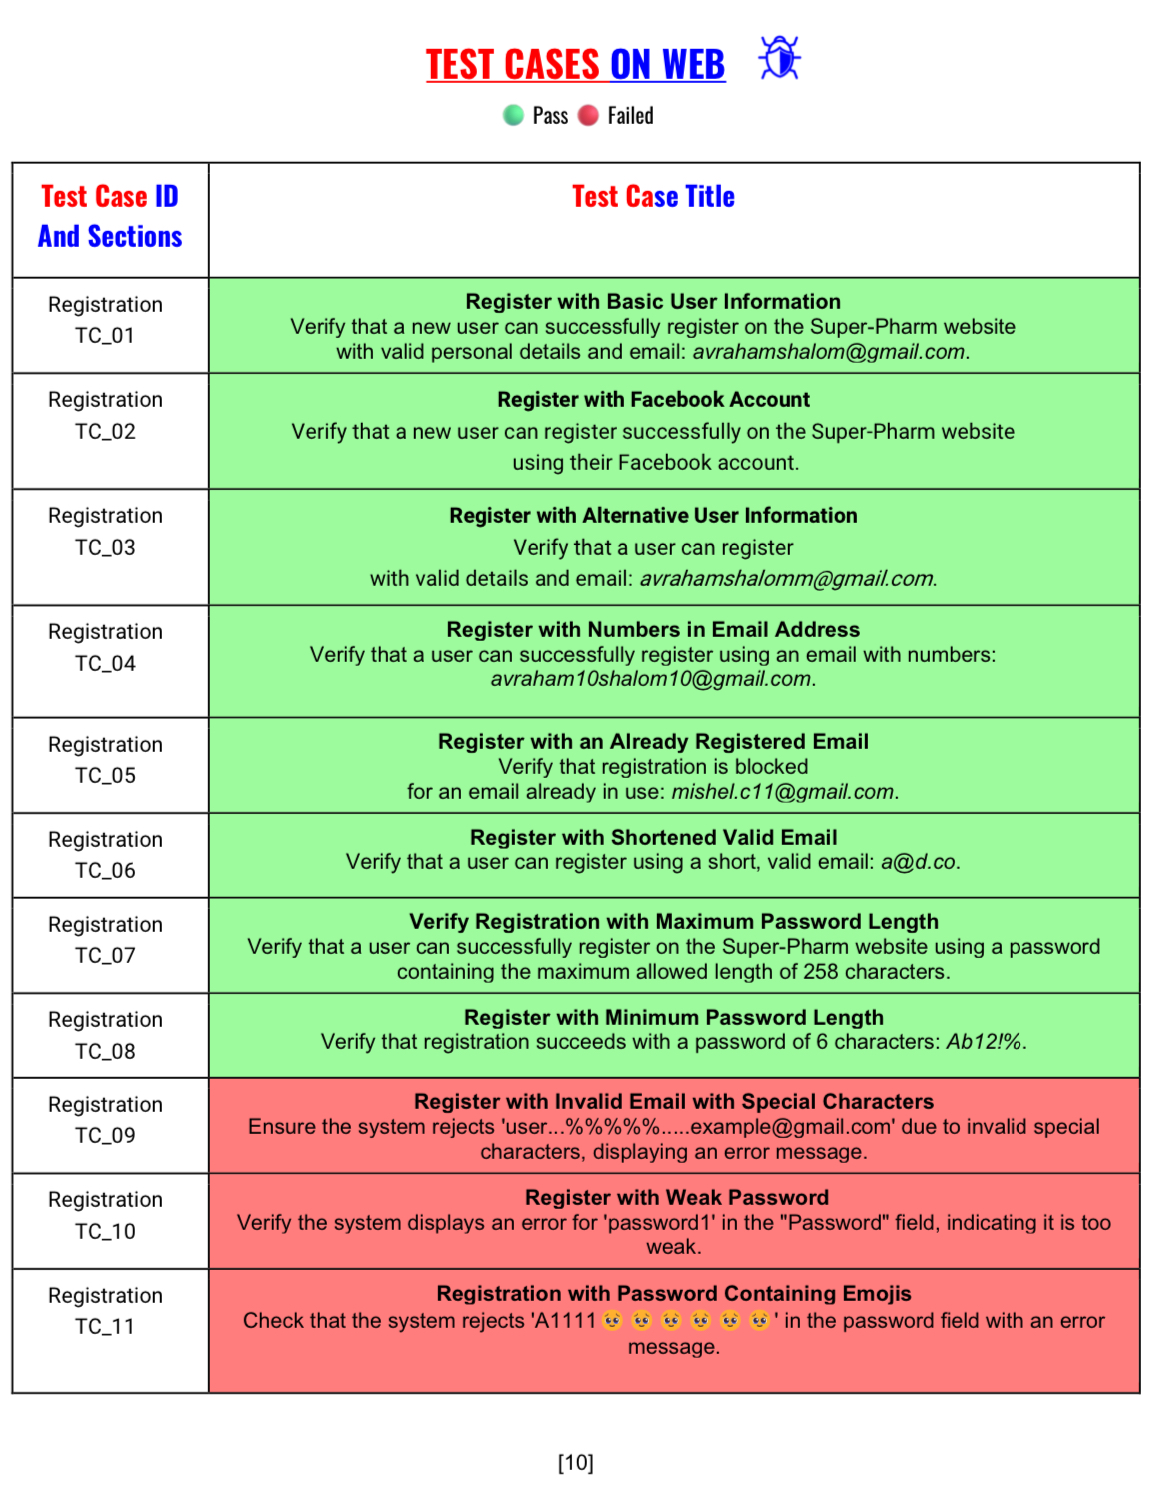 TEST CASES ON WEB
Pass Failed
Test Case ID
And Sections
Test Case Title
Registration
TC_01
Register with Basic User Information
Verify that a new user can successfully register on the Super-Pharm website
with valid personal details and email: avrahamshalom@gmail.com.
Registration
TC_02
Register with Facebook Account
Verify that a new user can register successfully on the Super-Pharm website
using their Facebook account.
Registration
TC_03
Register with Alternative User Information
Verify that a user can register
with valid details and email: avrahamshalomm@gmail.com.
Registration
TC_04
Register with Numbers in Email Address
Verify that a user can successfully register using an email with numbers:
avraham10shalom10@gmail.com.
Registration
TC_05
Register with an Already Registered Email
Verify that registration is blocked
for an email already in use: mishel.c11@gmail.com.
Registration
TC_06
Register with Shortened Valid Email
Verify that a user can register using a short, valid email: a@d.co.
Registration
TC_07
Verify Registration with Maximum Password Length
Verify that a user can successfully register on the Super-Pharm website using a password
containing the maximum allowed length of 258 characters.
Registration
TC_08
Register with Minimum Password Length
Verify that registration succeeds with a password of 6 characters: Ab12!%.
Registration
TC_09
Register with Invalid Email with Special Characters
Ensure the system rejects 'user...%%%%%.....example@gmail.com' due to invalid special
characters, displaying an error message.
Registration
TC_10
Register with Weak Password
Verify the system displays an error for 'password1' in the "Password" field, indicating it is too
weak.
Registration
TC_11
Registration with Password Containing Emojis
Check that the system rejects 'A1111 🥺 🥺 🥺 🥺 🥺 🥺 ' in the password field with an error
message.
[10]